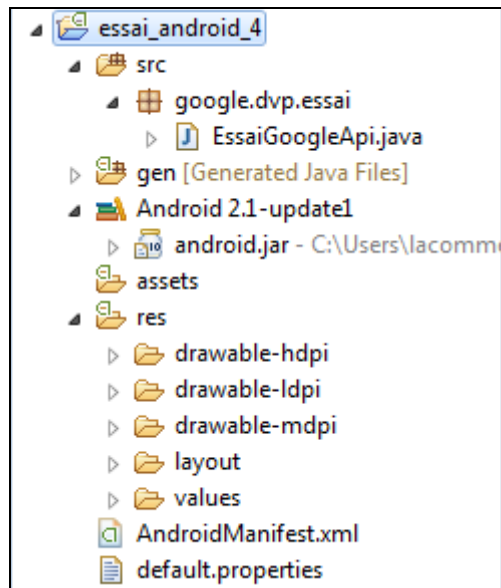 essai_android_4
src
google.dvp.essai
EssaiGoogleApi.java
gen [Generated Java Files]
Android 2.1-update1
android.jar - C:\Users\lacomme
assets
res
drawable-hdpi
drawable-ldpi
drawable-mdpi
layout
values
AndroidManifest.xml
default.properties